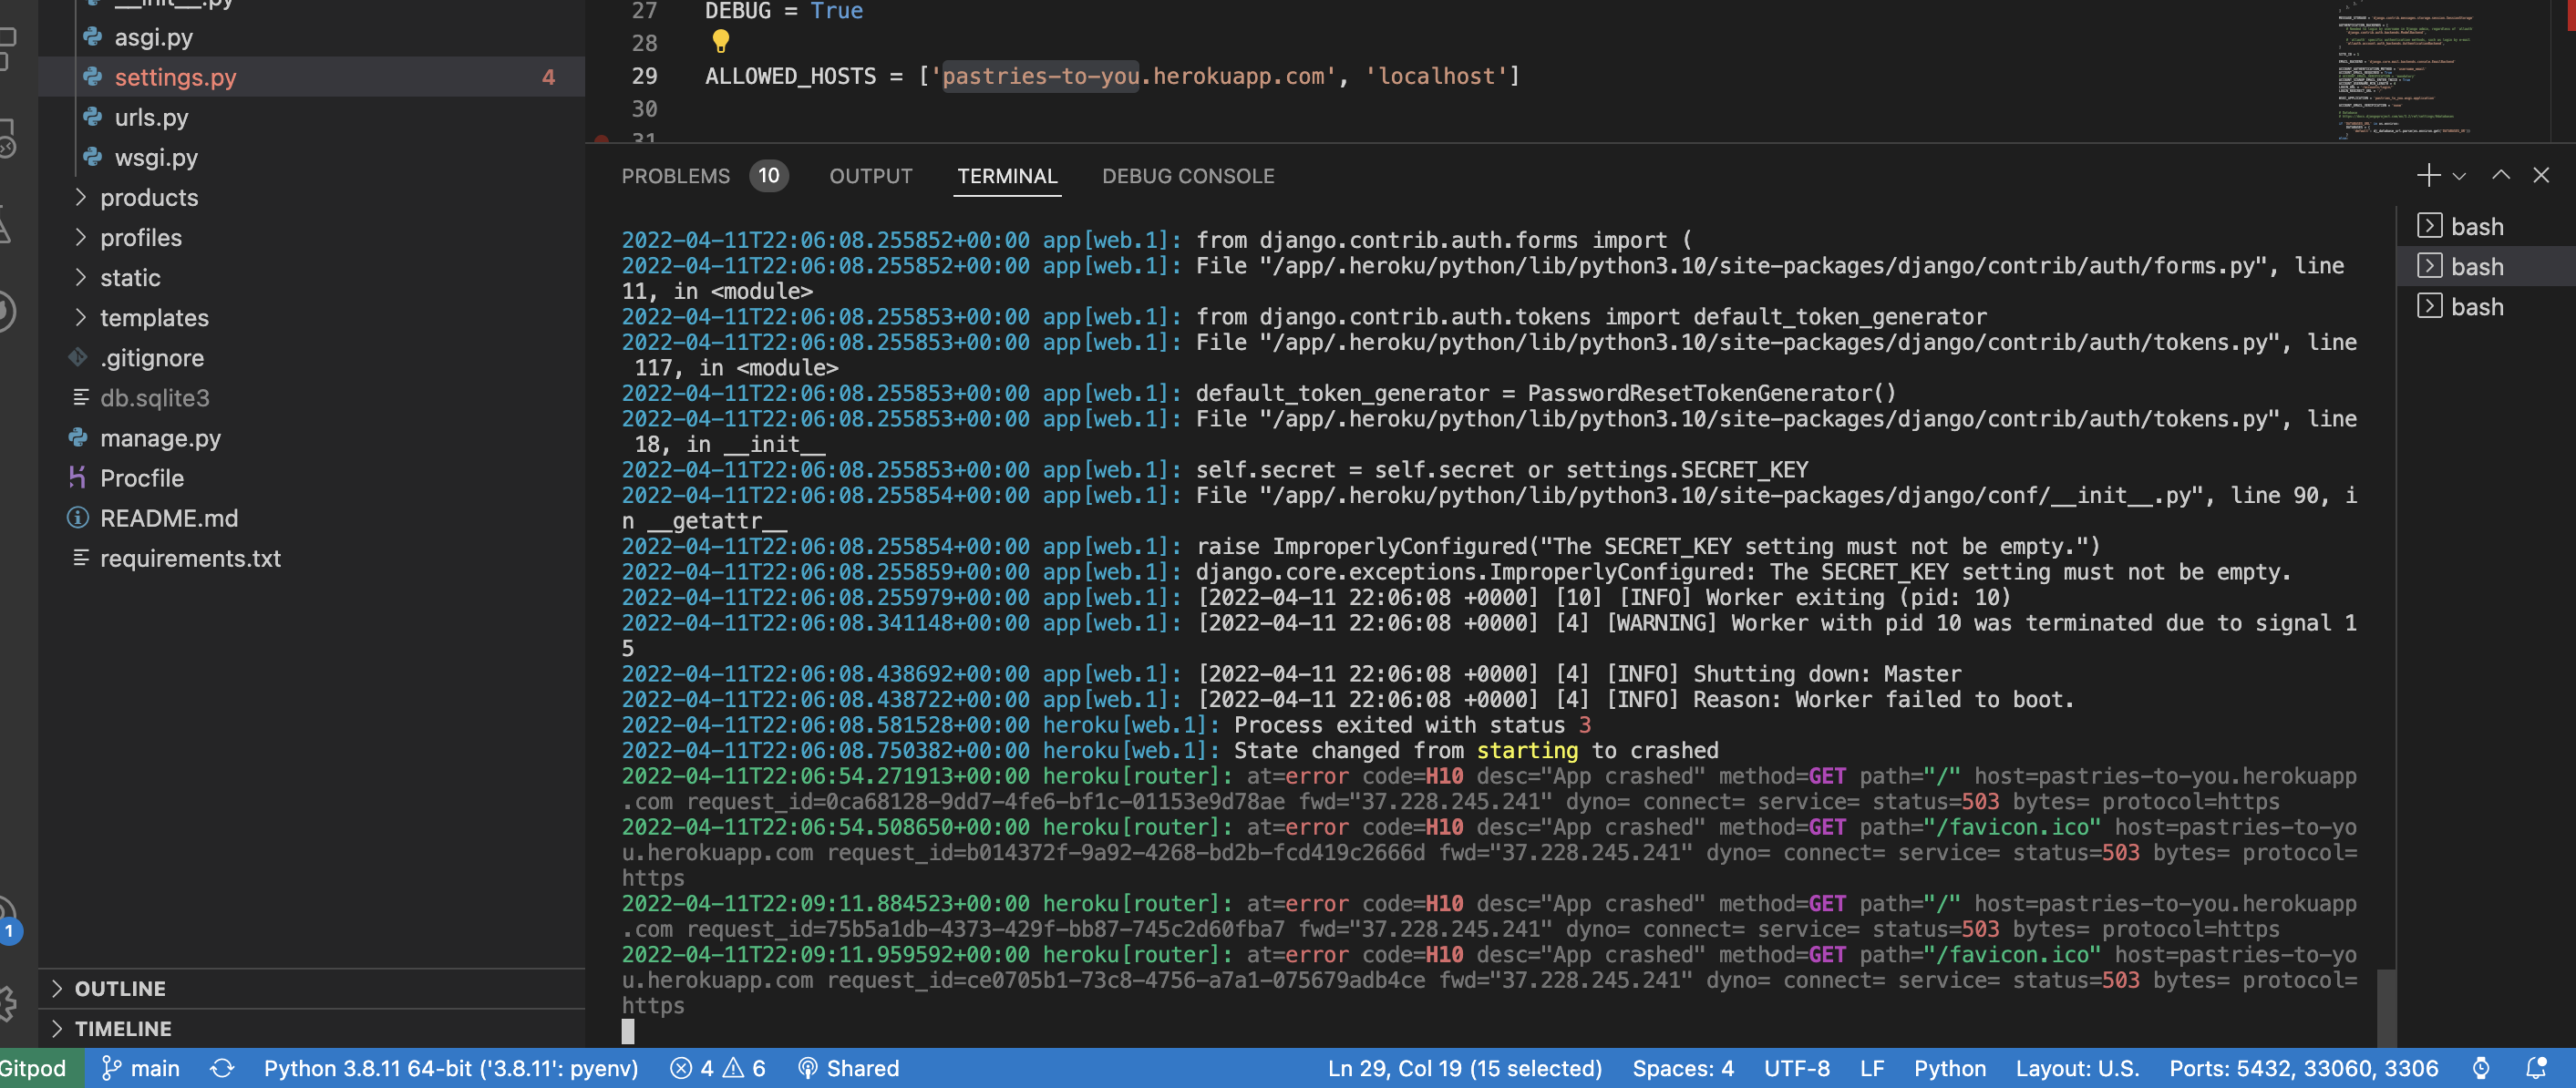 __init__.py
asgi.py
settings.py 4
urls.py
wsgi.py
products
profiles
static
templates
.gitignore
db.sqlite3
manage.py
Procfile
README.md
requirements.txt
OUTLINE
TIMELINE
27 DEBUG = True
28
29 ALLOWED_HOSTS = ['pastries-to-you.herokuapp.com', 'localhost']
30
31
PROBLEMS 10 OUTPUT TERMINAL DEBUG CONSOLE
2022-04-11T22:06:08.255852+00:00 app[web.1]: from django.contrib.auth.forms import (
2022-04-11T22:06:08.255852+00:00 app[web.1]: File "/app/.heroku/python/lib/python3.10/site-packages/django/contrib/auth/forms.py", line
11, in <module>
2022-04-11T22:06:08.255853+00:00 app[web.1]: from django.contrib.auth.tokens import default_token_generator
2022-04-11T22:06:08.255853+00:00 app[web.1]: File "/app/.heroku/python/lib/python3.10/site-packages/django/contrib/auth/tokens.py", line
117, in <module>
2022-04-11T22:06:08.255853+00:00 app[web.1]: default_token_generator = PasswordResetTokenGenerator()
2022-04-11T22:06:08.255853+00:00 app[web.1]: File "/app/.heroku/python/lib/python3.10/site-packages/django/contrib/auth/tokens.py", line
18, in __init__
2022-04-11T22:06:08.255853+00:00 app[web.1]: self.secret = self.secret or settings.SECRET_KEY
2022-04-11T22:06:08.255854+00:00 app[web.1]: File "/app/.heroku/python/lib/python3.10/site-packages/django/conf/__init__.py", line 90, i
n __getattr__
2022-04-11T22:06:08.255854+00:00 app[web.1]: raise ImproperlyConfigured("The SECRET_KEY setting must not be empty.")
2022-04-11T22:06:08.255859+00:00 app[web.1]: django.core.exceptions.ImproperlyConfigured: The SECRET_KEY setting must not be empty.
2022-04-11T22:06:08.255979+00:00 app[web.1]: [2022-04-11 22:06:08 +0000] [10] [INFO] Worker exiting (pid: 10)
2022-04-11T22:06:08.341148+00:00 app[web.1]: [2022-04-11 22:06:08 +0000] [4] [WARNING] Worker with pid 10 was terminated due to signal 1
5
2022-04-11T22:06:08.438692+00:00 app[web.1]: [2022-04-11 22:06:08 +0000] [4] [INFO] Shutting down: Master
2022-04-11T22:06:08.438722+00:00 app[web.1]: [2022-04-11 22:06:08 +0000] [4] [INFO] Reason: Worker failed to boot.
2022-04-11T22:06:08.581528+00:00 heroku[web.1]: Process exited with status 3
2022-04-11T22:06:08.750382+00:00 heroku[web.1]: State changed from starting to crashed
2022-04-11T22:06:54.271913+00:00 heroku[router]: at=error code=H10 desc="App crashed" method=GET path="/" host=pastries-to-you.herokuapp
.com request_id=0ca68128-9dd7-4fe6-bf1c-01153e9d78ae fwd="37.228.245.241" dyno= connect= service= status=503 bytes= protocol=https
2022-04-11T22:06:54.508650+00:00 heroku[router]: at=error code=H10 desc="App crashed" method=GET path="/favicon.ico" host=pastries-to-yo
u.herokuapp.com request_id=b014372f-9a92-4268-bd2b-fcd419c2666d fwd="37.228.245.241" dyno= connect= service= status=503 bytes= protocol=
https
2022-04-11T22:09:11.884523+00:00 heroku[router]: at=error code=H10 desc="App crashed" method=GET path="/" host=pastries-to-you.herokuapp
.com request_id=75b5a1db-4373-429f-bb87-745c2d60fba7 fwd="37.228.245.241" dyno= connect= service= status=503 bytes= protocol=https
2022-04-11T22:09:11.959592+00:00 heroku[router]: at=error code=H10 desc="App crashed" method=GET path="/favicon.ico" host=pastries-to-yo
u.herokuapp.com request_id=ce0705b1-73c8-4756-a7a1-075679adb4ce fwd="37.228.245.241" dyno= connect= service= status=503 bytes= protocol=
https
bash
bash
bash
1
Gitpod main Python 3.8.11 64-bit ('3.8.11': pyenv) 4 6 Shared Ln 29, Col 19 (15 selected) Spaces: 4 UTF-8 LF Python Layout: U.S. Ports: 5432, 33060, 3306